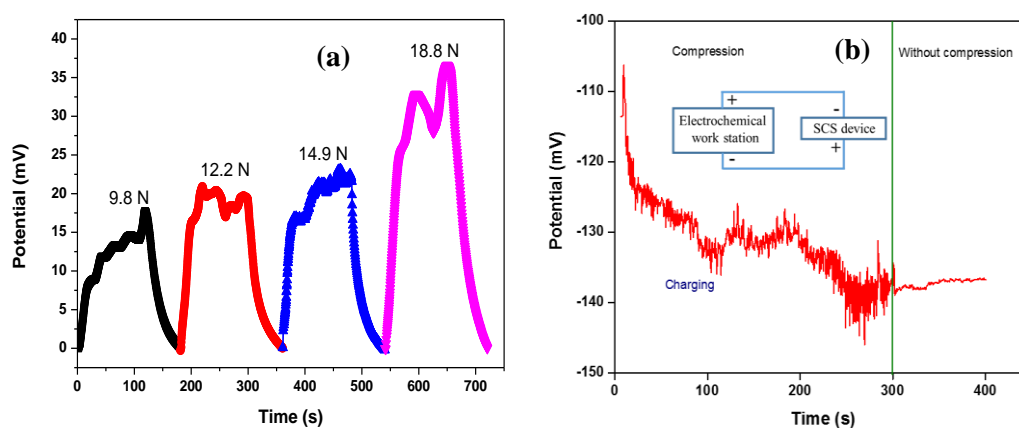 (a)
Potential (mV)
40
35
30
25
20
15
10
5
0
9.8 N
12.2 N
14.9 N
18.8 N
0 100 200 300 400 500 600 700
Time (s)
(b)
Potential (mV)
-100
-110
-120
-130
-140
-150
Compression
Without compression
+
-
Electrochemical
work station
SCS device
-
+
Charging
0 100 200 300 400
Time (s)